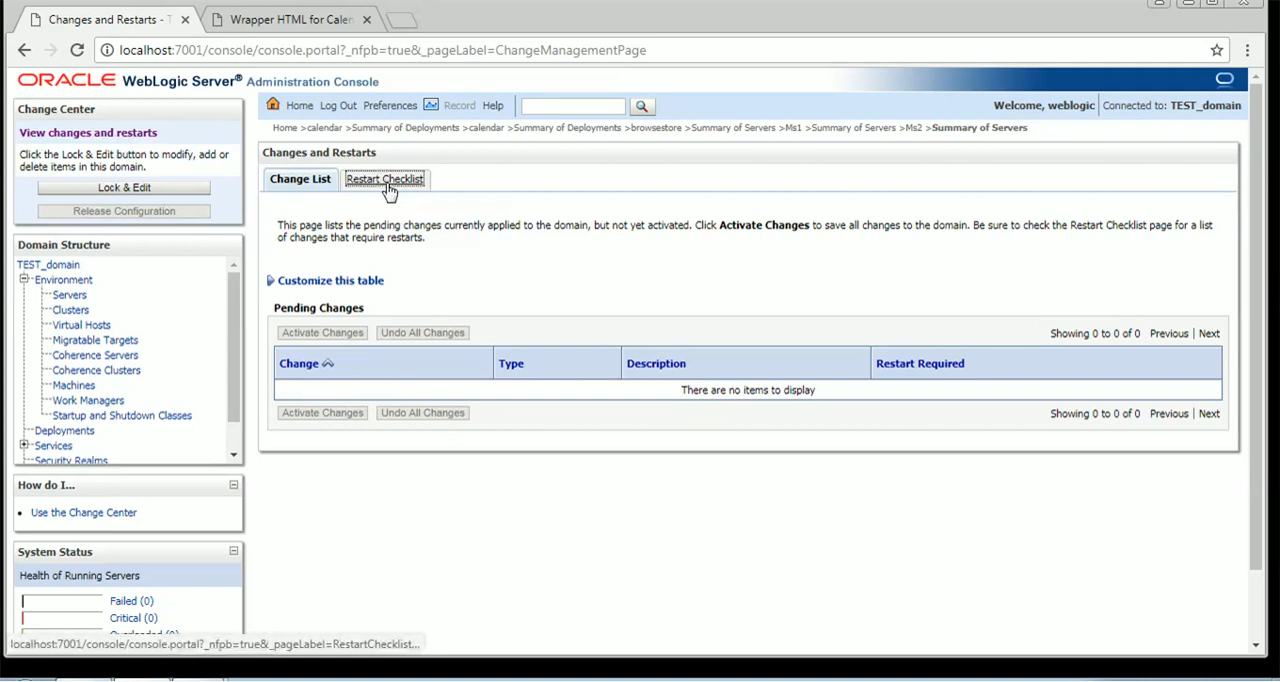 Changes and Restarts - T
Wrapper HTML for Calen
localhost:7001/console/console.portal?_nfpb=true&_pageLabel=ChangeManagementPage
ORACLE WebLogic Server® Administration Console
Change Center
View changes and restarts
Click the Lock & Edit button to modify, add or
delete items in this domain.
Lock & Edit
Release Configuration
Domain Structure
TEST_domain
Environment
Servers
Clusters
Virtual Hosts
Migratable Targets
Coherence Servers
Coherence Clusters
Machines
Work Managers
Startup and Shutdown Classes
Deployments
Services
Security Realms
How do I...
Use the Change Center
System Status
Health of Running Servers
Failed (0)
Critical (0)
Overloaded (0)
Home Log Out Preferences Record Help
Welcome, weblogic Connected to: TEST_domain
Home >calendar >Summary of Deployments >calendar >Summary of Deployments >browsestore >Summary of Servers >Ms1 >Summary of Servers >Ms2 >Summary of Servers
Changes and Restarts
Change List Restart Checklist
This page lists the pending changes currently applied to the domain, but not yet activated. Click Activate Changes to save all changes to the domain. Be sure to check the Restart Checklist page for a list
of changes that require restarts.
Customize this table
Pending Changes
Activate Changes Undo All Changes Showing 0 to 0 of 0 Previous | Next
Change Type Description Restart Required
There are no items to display
Activate Changes Undo All Changes Showing 0 to 0 of 0 Previous | Next
localhost:7001/console/console.portal?_nfpb=true&_pageLabel=RestartChecklist...